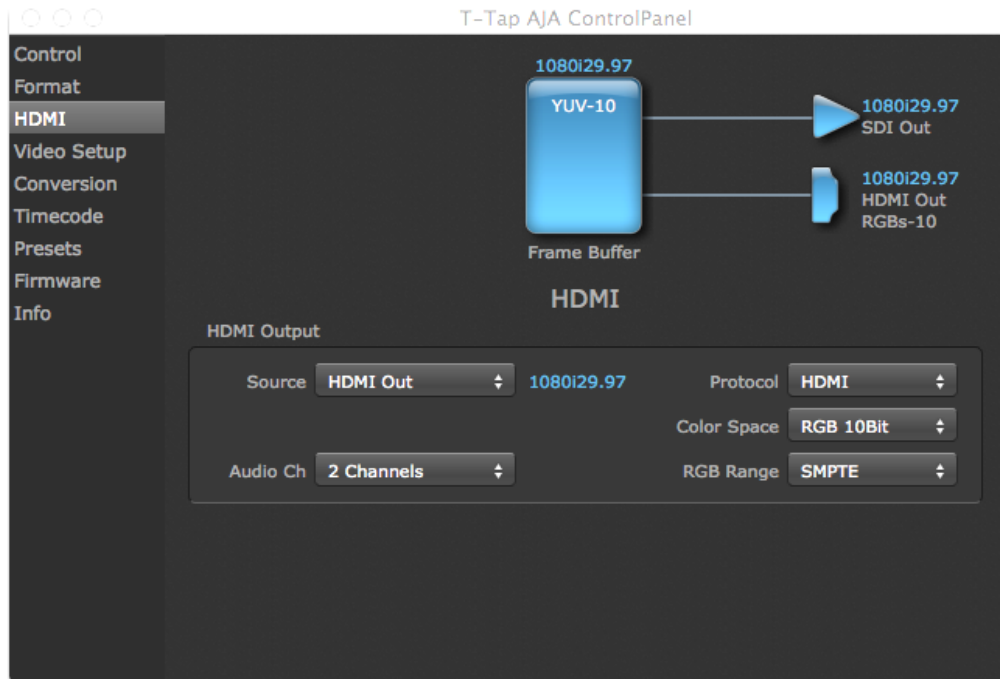 T-Tap AJA ControlPanel
Control
Format
HDMI
Video Setup
Conversion
Timecode
Presets
Firmware
Info
1080i29.97
YUV-10
Frame Buffer
1080i29.97
SDI Out
1080i29.97
HDMI Out
RGBs-10
HDMI
HDMI Output
Source HDMI Out 1080i29.97 Protocol HDMI
Color Space RGB 10Bit
Audio Ch 2 Channels RGB Range SMPTE